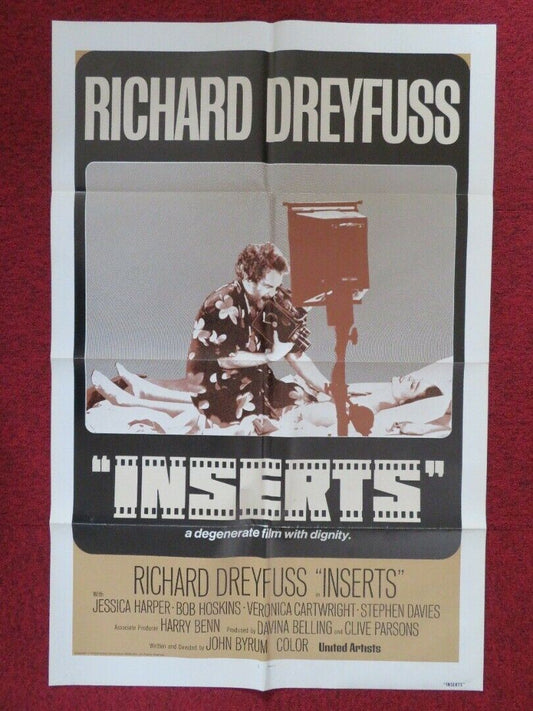 RICHARD DREYFUSS
"INSERTS"
a degenerate film with dignity.
RICHARD DREYFUSS in "INSERTS"
With
JESSICA HARPER · BOB HOSKINS · VERONICA CARTWRIGHT · STEPHEN DAVIES
Associate Producer HARRY BENN Produced by DAVINA BELLING and CLIVE PARSONS
Written and Directed by JOHN BYRUM COLOR United Artists
"INSERTS"